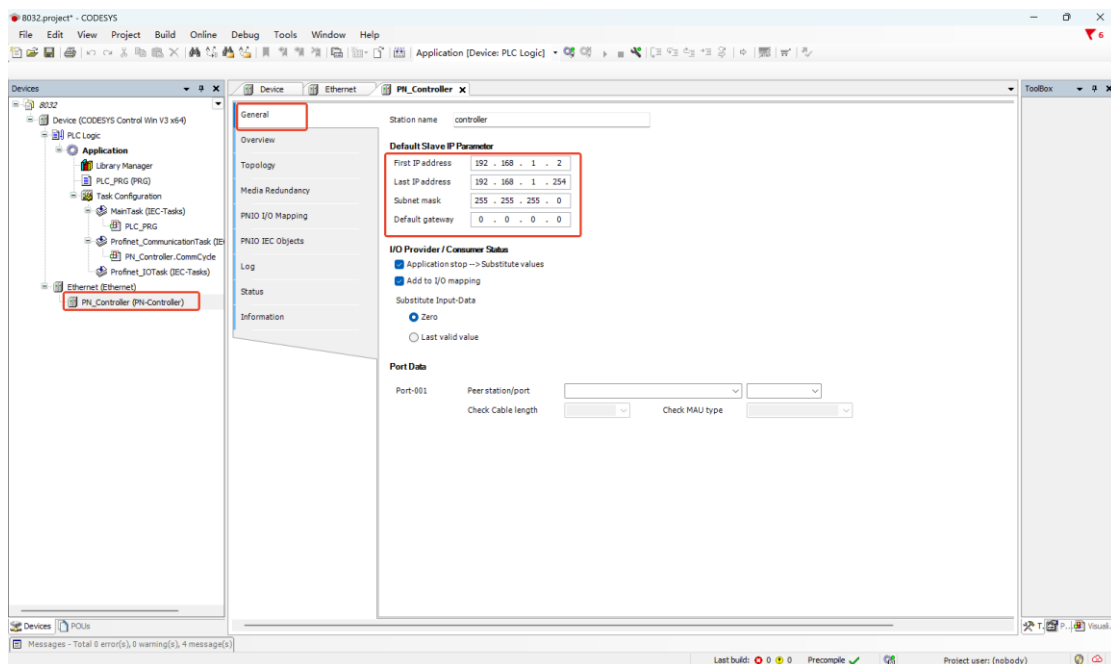 8032.project* - CODESYS
File Edit View Project Build Online Debug Tools Window Help
6
Application [Device: PLC Logic]
Devices
8032
Device (CODESYS Control Win V3 x64)
PLC Logic
Application
Library Manager
PLC_PRG (PRG)
Task Configuration
MainTask (IEC-Tasks)
PLC_PRG
Profinet_CommunicationTask (IE
PN_Controller.CommCycle
Profinet_IOTask (IEC-Tasks)
Ethernet (Ethernet)
PN_Controller (PN-Controller)
Devices POUs
Device Ethernet PN_Controller
General
Overview
Topology
Media Redundancy
PNIO I/O Mapping
PNIO IEC Objects
Log
Status
Information
Station name controller
Default Slave IP Parameter
First IP address 192 . 168 . 1 . 2
Last IP address 192 . 168 . 1 . 254
Subnet mask 255 . 255 . 255 . 0
Default gateway 0 . 0 . 0 . 0
I/O Provider / Consumer Status
Application stop --> Substitute values
Add to I/O mapping
Substitute Input-Data
Zero
Last valid value
Port Data
Port-001 Peer station/port
Check Cable length Check MAU type
ToolBox
T. P... Visuali.
Messages - Total 0 error(s), 0 warning(s), 4 message(s)
Last build: 0 0 Precompile Project user: (nobody)